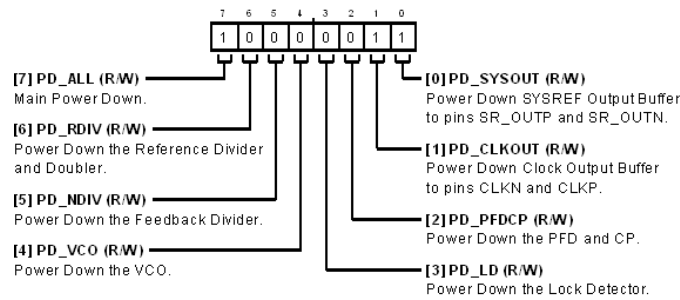 7 6 5 4 3 2 1 0
1 0 0 0 0 0 1 1
[7] PD_ALL (R/W)
Main Power Down.
[6] PD_RDIV (R/W)
Power Down the Reference Divider
and Doubler.
[5] PD_NDIV (R/W)
Power Down the Feedback Divider.
[4] PD_VCO (R/W)
Power Down the VCO.
[0] PD_SYSOUT (R/W)
Power Down SYSREF Output Buffer
to pins SR_OUTP and SR_OUTN.
[1] PD_CLKOUT (R/W)
Power Down Clock Output Buffer
to pins CLKN and CLKP.
[2] PD_PFDCP (R/W)
Power Down the PFD and CP.
[3] PD_LD (R/W)
Power Down the Lock Detector.